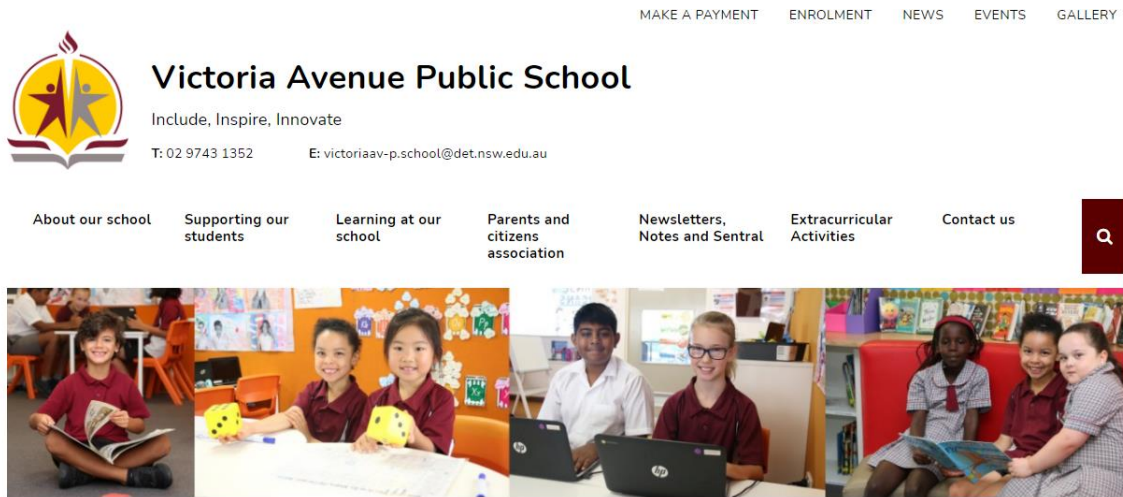 MAKE A PAYMENT ENROLMENT NEWS EVENTS GALLERY
Victoria Avenue Public School
Include, Inspire, Innovate
T: 02 9743 1352 E: victoriaav-p.school@det.nsw.edu.au
About our school
Supporting our
students
Learning at our
school
Parents and
citizens
association
Newsletters,
Notes and Sentral
Extracurricular
Activities
Contact us
hp
hp